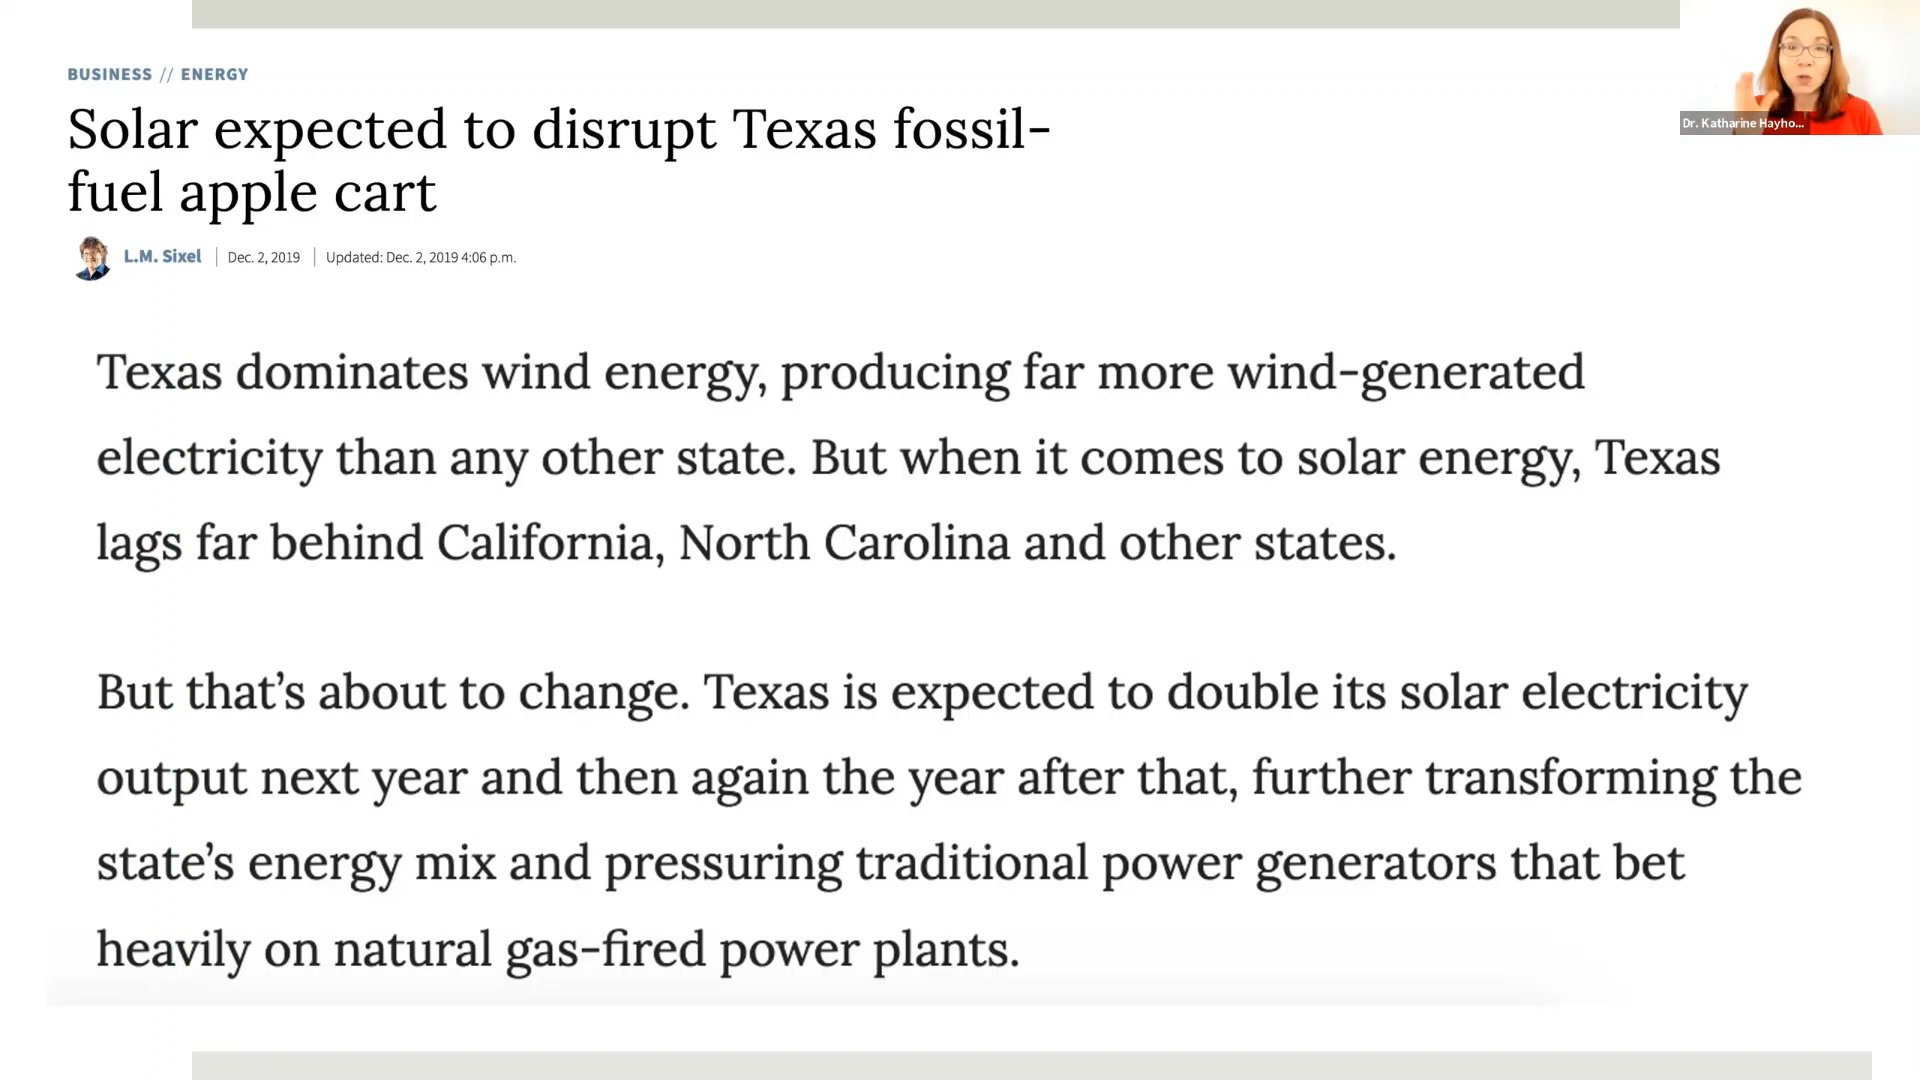 BUSINESS // ENERGY
Solar expected to disrupt Texas fossil-
fuel apple cart
L.M. Sixel | Dec. 2, 2019 | Updated: Dec. 2, 2019 4:06 p.m.
Dr. Katharine Hayho...
Texas dominates wind energy, producing far more wind-generated
electricity than any other state. But when it comes to solar energy, Texas
lags far behind California, North Carolina and other states.
But that’s about to change. Texas is expected to double its solar electricity
output next year and then again the year after that, further transforming the
state’s energy mix and pressuring traditional power generators that bet
heavily on natural gas-fired power plants.